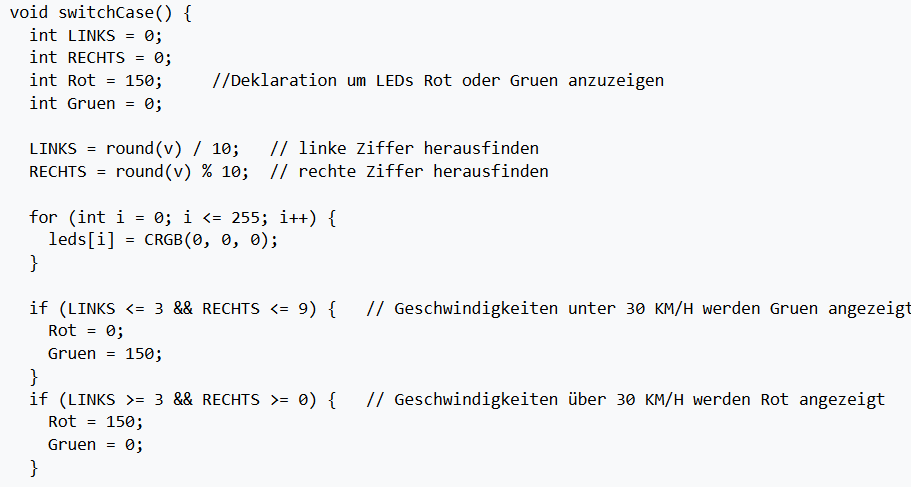 void switchCase() {
  int LINKS = 0;
  int RECHTS = 0;
  int Rot = 150;     //Deklaration um LEDs Rot oder Gruen anzuzeigen
  int Gruen = 0;

  LINKS = round(v) / 10;   // linke Ziffer herausfinden
  RECHTS = round(v) % 10;  // rechte Ziffer herausfinden

  for (int i = 0; i <= 255; i++) {
    leds[i] = CRGB(0, 0, 0);
  }

  if (LINKS <= 3 && RECHTS <= 9) {   // Geschwindigkeiten unter 30 KM/H werden Gruen angezeigt
    Rot = 0;
    Gruen = 150;
  }
  if (LINKS >= 3 && RECHTS >= 0) {   // Geschwindigkeiten über 30 KM/H werden Rot angezeigt
    Rot = 150;
    Gruen = 0;
  }